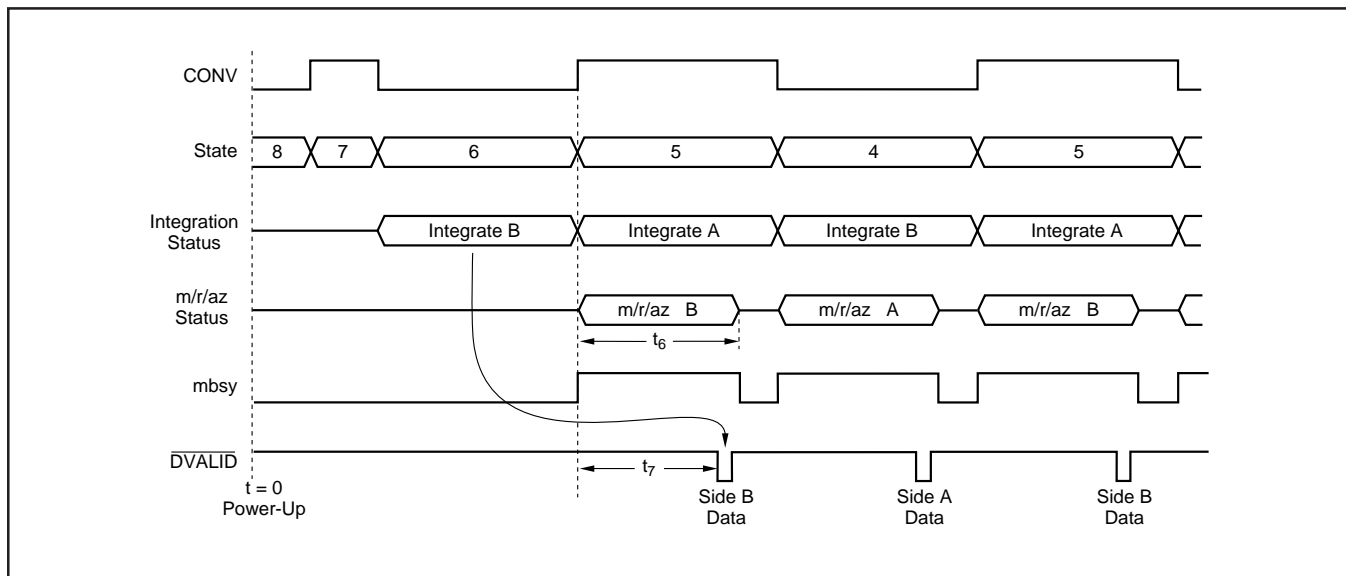 CONV
State
8 7 6 5 4 5
Integration
Status
Integrate B Integrate A Integrate B Integrate A
m/r/az
Status
m/r/az B m/r/az A m/r/az B
t6
mbsy
DVALID
t7
t = 0
Power-Up
Side B
Data
Side A
Data
Side B
Data